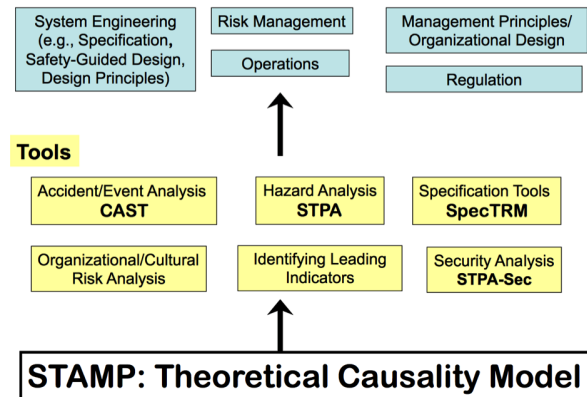 System Engineering
(e.g., Specification,
Safety-Guided Design,
Design Principles)
Risk Management
Operations
Management Principles/
Organizational Design
Regulation
Tools
Accident/Event Analysis
CAST
Hazard Analysis
STPA
Specification Tools
SpecTRM
Organizational/Cultural
Risk Analysis
Identifying Leading
Indicators
Security Analysis
STPA-Sec
STAMP: Theoretical Causality Model